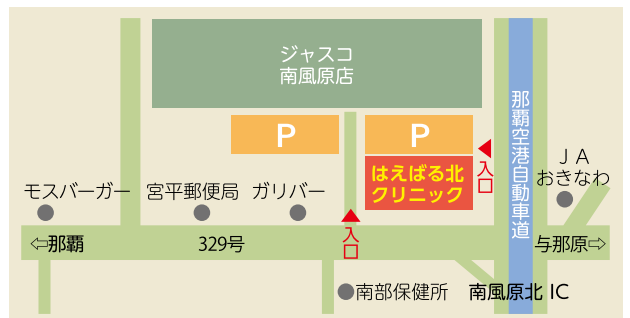 ジャスコ
南風原店
P
P
那覇空港自動車道
はえばる北
クリニック
入口
JA
おきなわ
モスバーガー
宮平郵便局
ガリバー
⇦那覇
329号
入口
与那原⇨
南部保健所
南風原北 IC